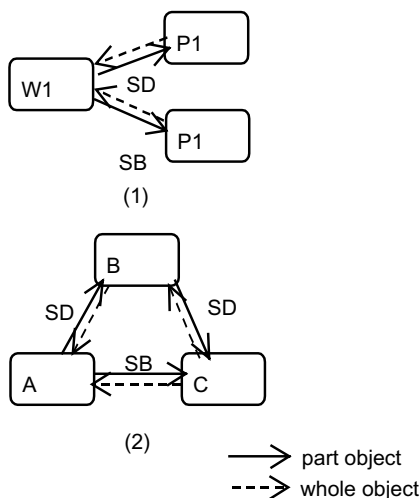 P1
W1
SD
P1
SB
(1)
B
SD
SD
SB
A
C
(2)
part object
whole object